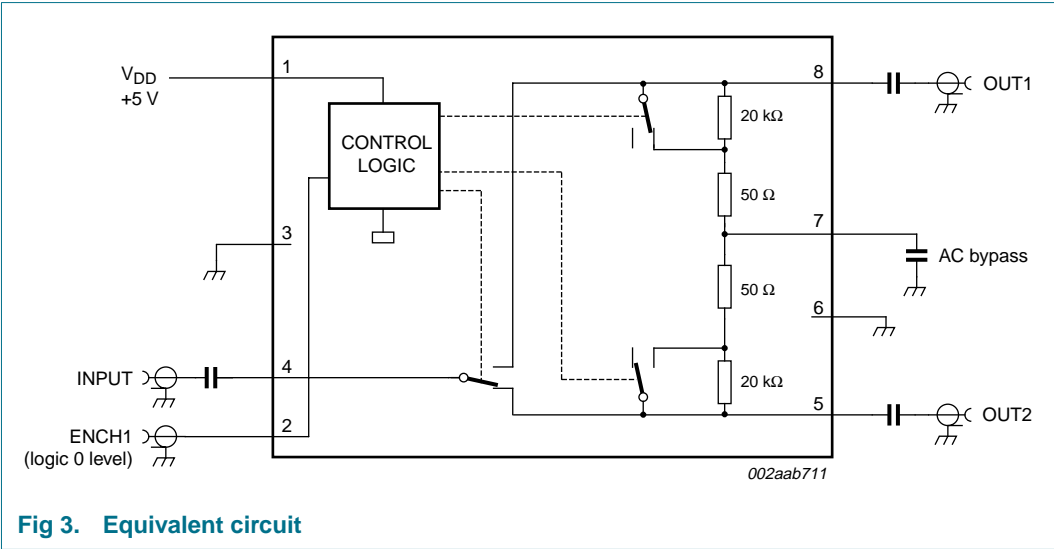 V_DD
+5 V
1
CONTROL
LOGIC
8
OUT1
20 kΩ
50 Ω
7
AC bypass
3
50 Ω
6
INPUT
4
20 kΩ
5
OUT2
ENCH1
(logic 0 level)
2
002aab711
Fig 3. Equivalent circuit